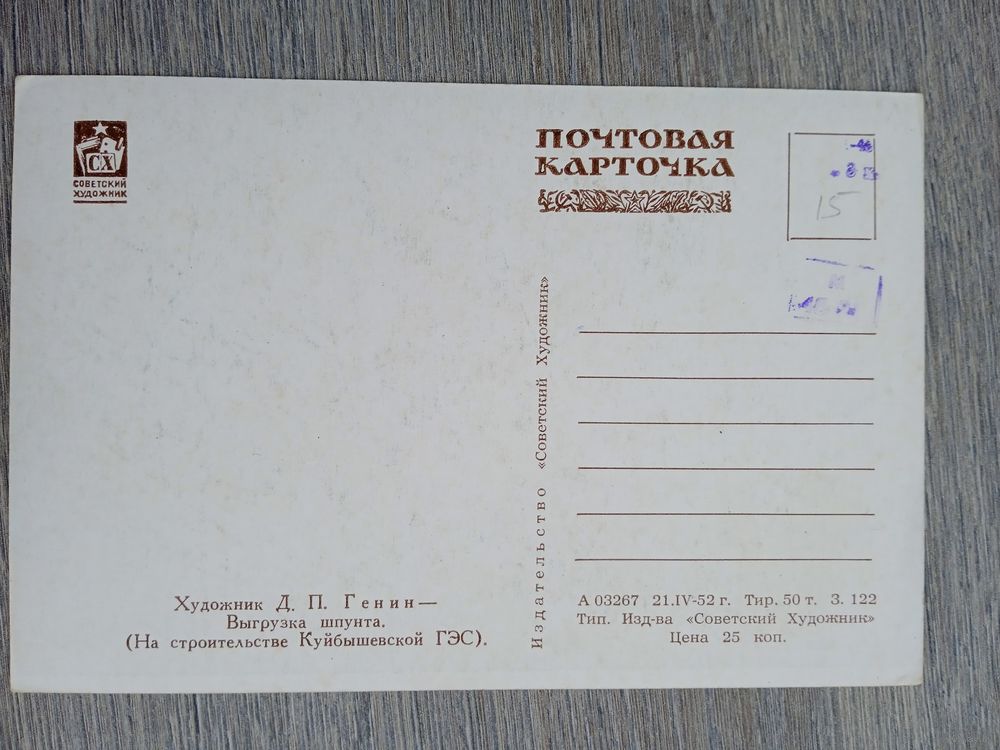 СХ
СОВЕТСКИЙ
ХУДОЖНИК
ПОЧТОВАЯ
КАРТОЧКА
15
Издательство «Советский Художник»
Художник Д. П. Генин—
Выгрузка шпунта.
(На строительстве Куйбышевской ГЭС).
А 03267 21.IV-52 г. Тир. 50 т. З. 122
Тип. Изд-ва «Советский Художник»
Цена 25 коп.